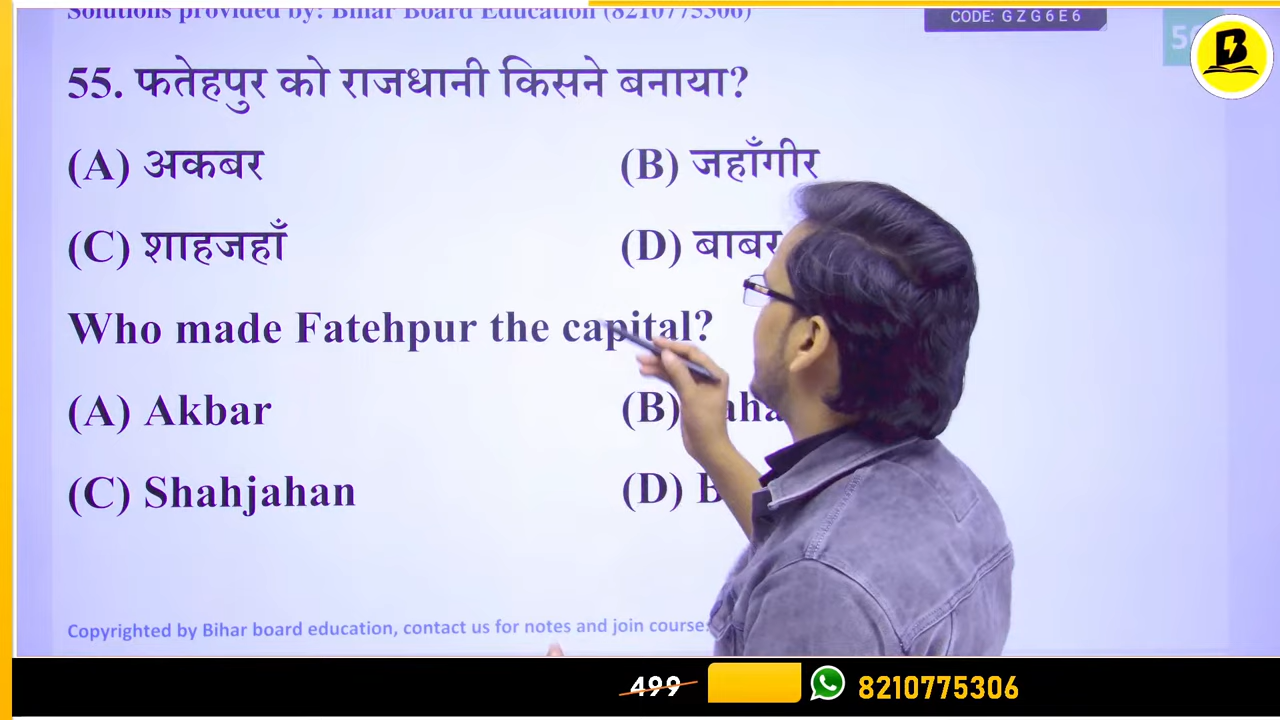 Solutions provided by: Bihar Board Education (8210775306)
CODE: GZG6E6
55. फतेहपुर को राजधानी किसने बनाया?
(A) अकबर (B) जहाँगीर
(C) शाहजहाँ (D) बाबर
Who made Fatehpur the capital?
(A) Akbar (B)
(C) Shahjahan (D)
Copyrighted by Bihar board education, contact us for notes and join course:
499 8210775306